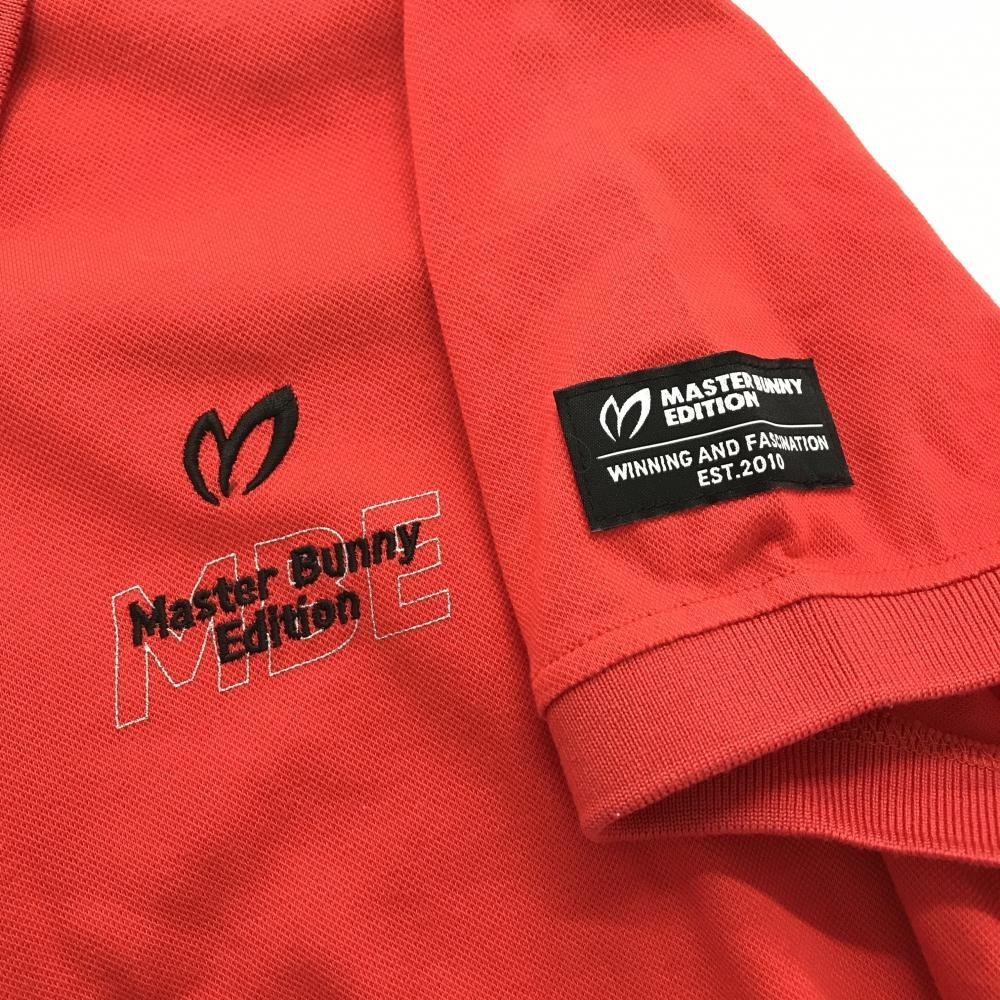 MBE
Master Bunny
Edition
MASTER BUNNY
EDITION
WINNING AND FASCINATION
EST.2010